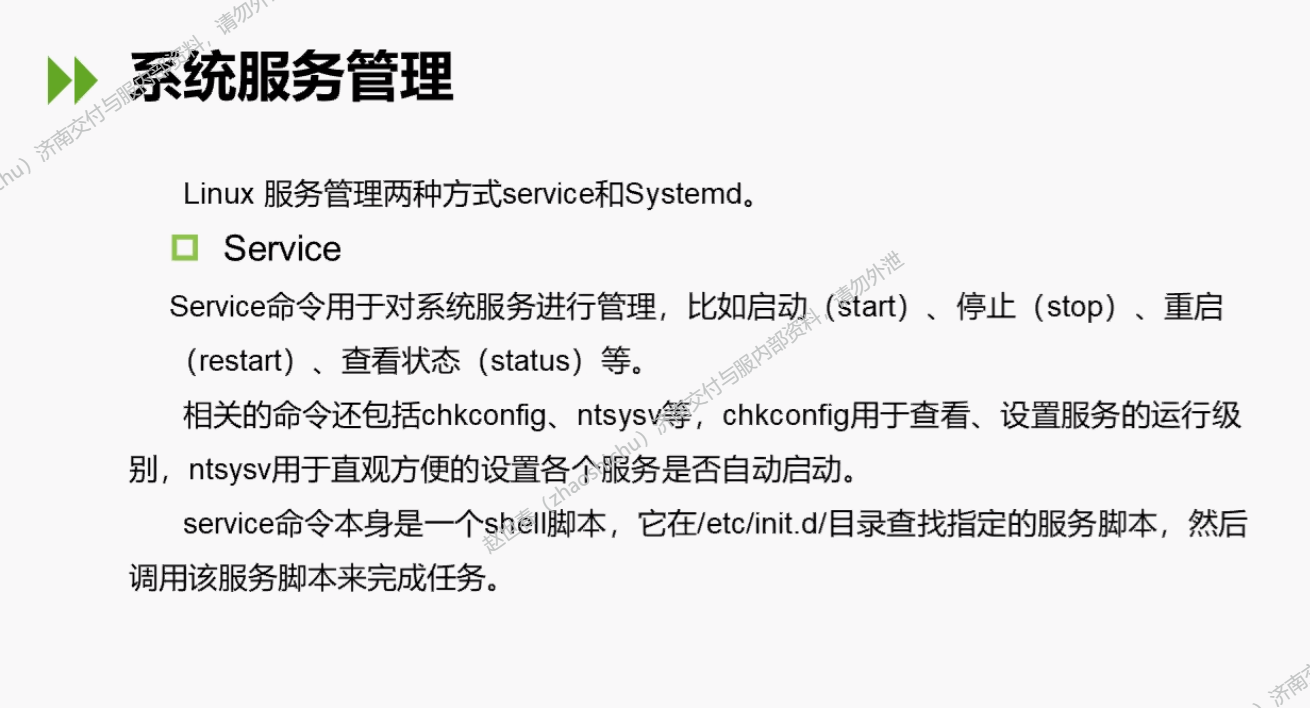 系统服务管理
Linux 服务管理两种方式service和Systemd。
Service
Service命令用于对系统服务进行管理，比如启动（start）、停止（stop）、重启
（restart）、查看状态（status）等。
相关的命令还包括chkconfig、ntsysv等，chkconfig用于查看、设置服务的运行级
别，ntsysv用于直观方便的设置各个服务是否自动启动。
service命令本身是一个shell脚本，它在/etc/init.d/目录查找指定的服务脚本，然后
调用该服务脚本来完成任务。
hu）济南交付与服内部资料，请勿外
（zhaoshichu）济南交付与服内部资料，请勿外泄
）济南交